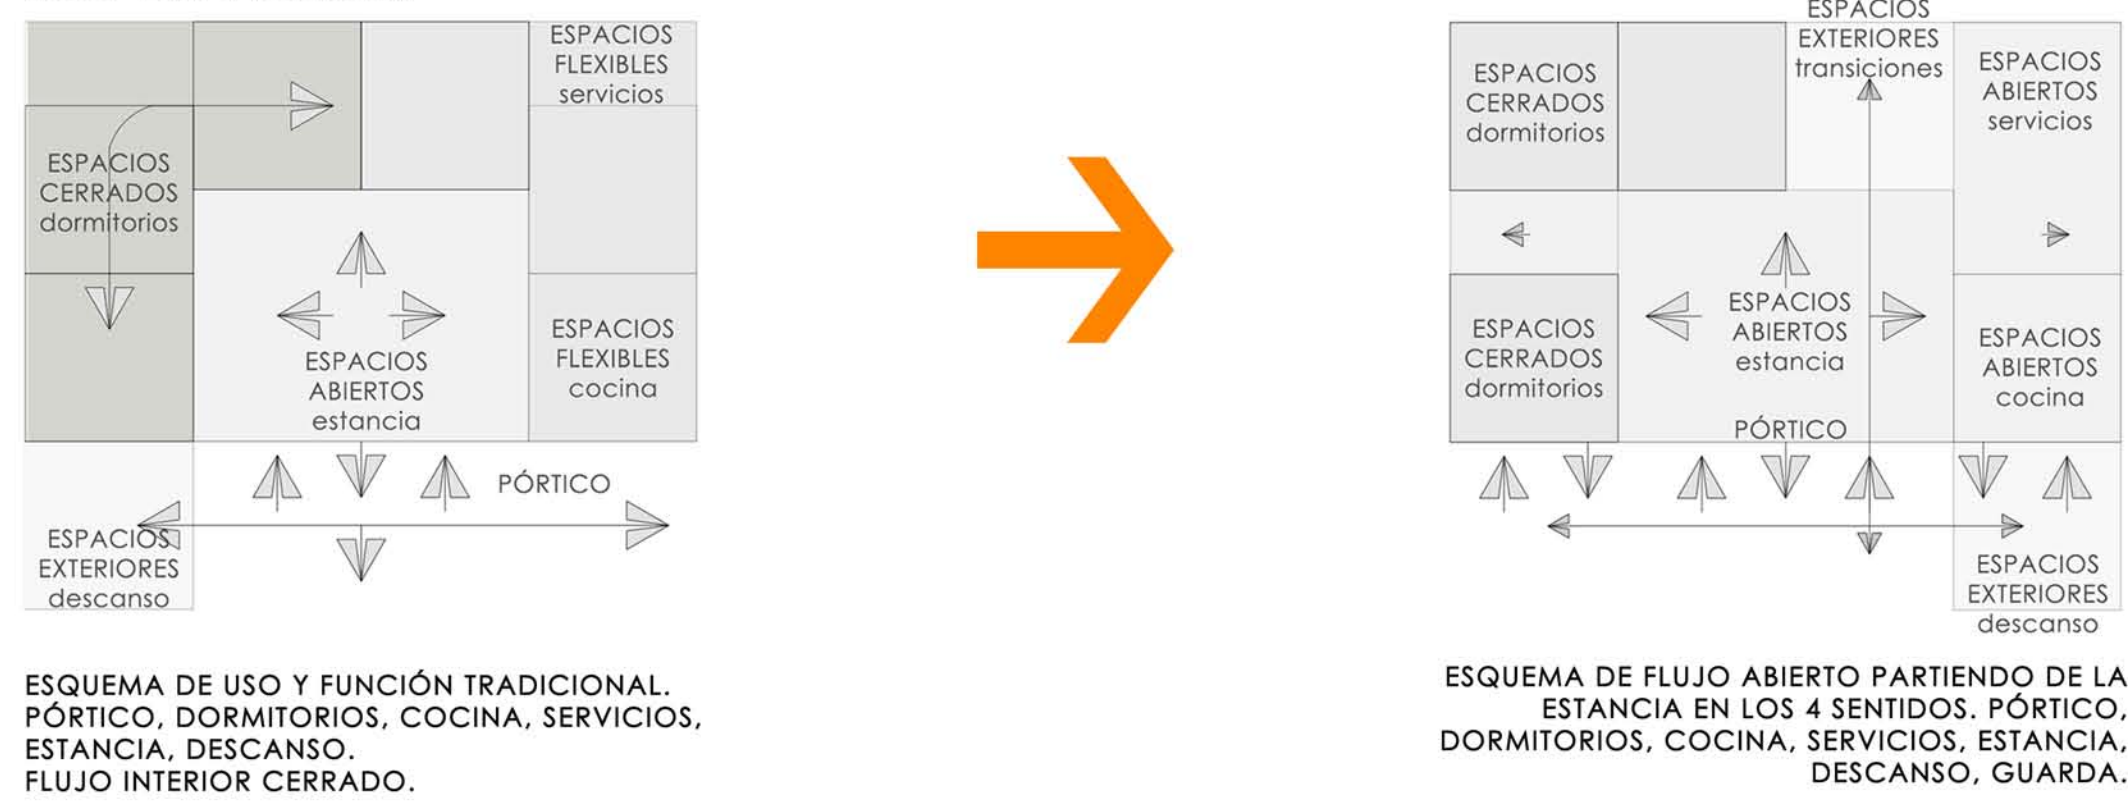 ESPACIOS
FLEXIBLES
servicios
ESPACIOS
CERRADOS
dormitorios
ESPACIOS
ABIERTOS
estancia
ESPACIOS
FLEXIBLES
cocina
PÓRTICO
ESPACIOS
EXTERIORES
descanso
ESQUEMA DE USO Y FUNCIÓN TRADICIONAL.
PÓRTICO, DORMITORIOS, COCINA, SERVICIOS,
ESTANCIA, DESCANSO.
FLUJO INTERIOR CERRADO.
ESPACIOS
EXTERIORES
transiciones
ESPACIOS
CERRADOS
dormitorios
ESPACIOS
ABIERTOS
servicios
ESPACIOS
CERRADOS
dormitorios
ESPACIOS
ABIERTOS
estancia
ESPACIOS
ABIERTOS
cocina
PÓRTICO
ESPACIOS
EXTERIORES
descanso
ESQUEMA DE FLUJO ABIERTO PARTIENDO DE LA
ESTANCIA EN LOS 4 SENTIDOS. PÓRTICO,
DORMITORIOS, COCINA, SERVICIOS, ESTANCIA,
DESCANSO, GUARDA.